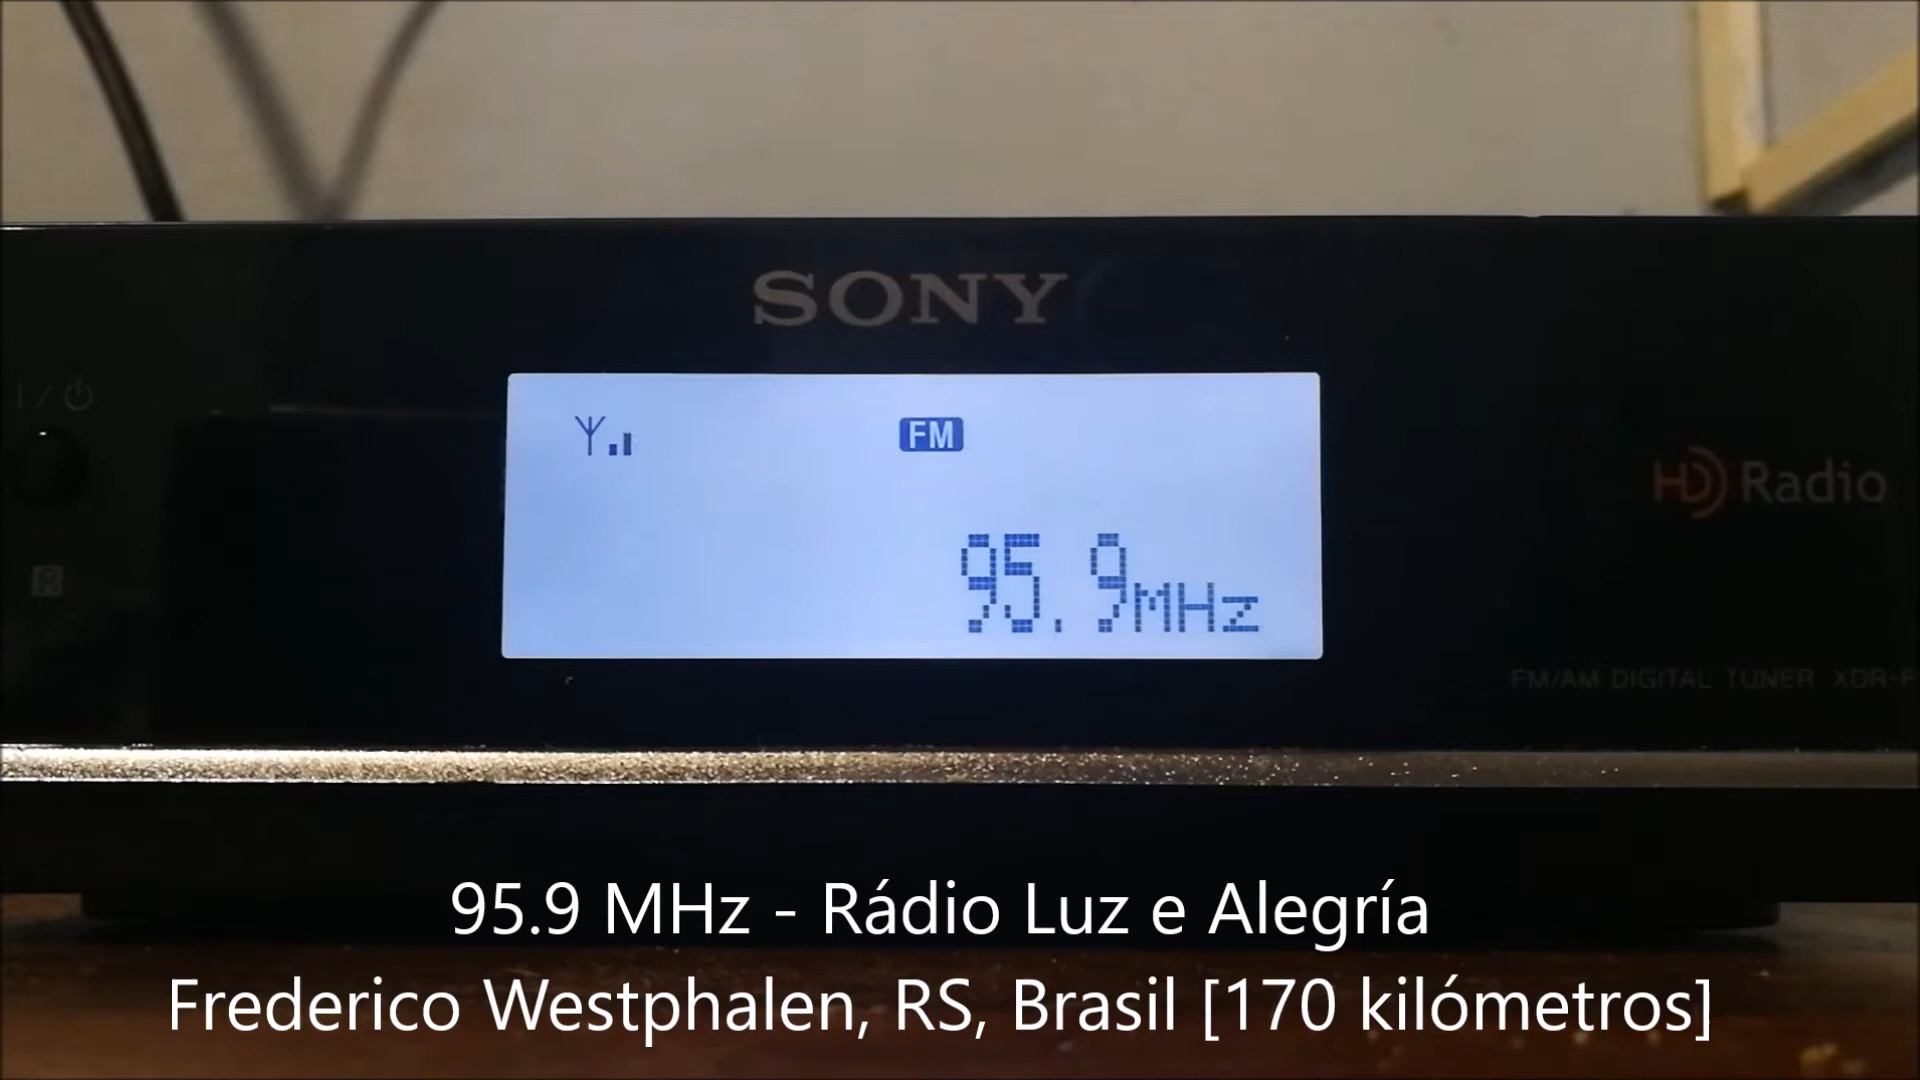 SONY
FM
HD Radio
95.9MHz
FM/AM DIGITAL TUNER XDR-F
95.9 MHz - Rádio Luz e Alegría
Frederico Westphalen, RS, Brasil [170 kilómetros]